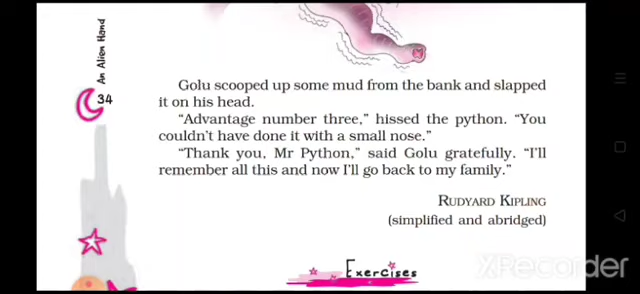 An Alien Hand
34
Golu scooped up some mud from the bank and slapped
it on his head.
“Advantage number three,” hissed the python. “You
couldn’t have done it with a small nose.”
“Thank you, Mr Python,” said Golu gratefully. “I’ll
remember all this and now I’ll go back to my family.”
RUDYARD KIPLING
(simplified and abridged)
Exercises
XRecorder